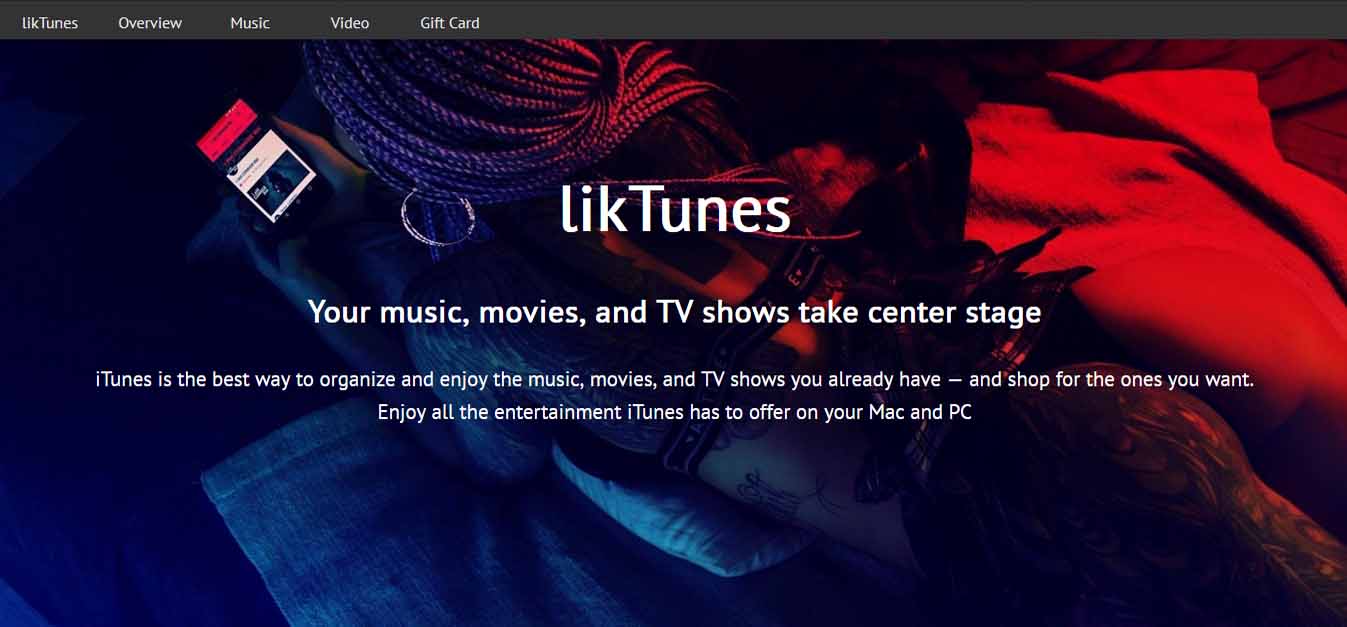 likTunes Overview Music Video Gift Card
likTunes
Your music, movies, and TV shows take center stage
iTunes is the best way to organize and enjoy the music, movies, and TV shows you already have — and shop for the ones you want.
Enjoy all the entertainment iTunes has to offer on your Mac and PC